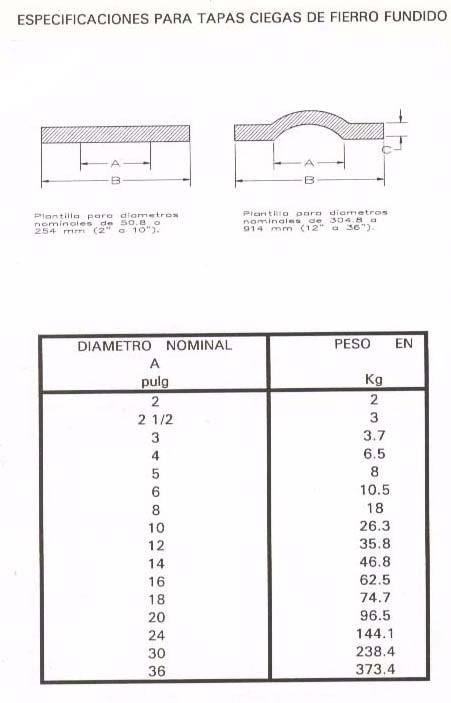 ESPECIFICACIONES PARA TAPAS CIEGAS DE FIERRO FUNDIDO
A
B
A
B
C
Plantilla para diametros
nominales de 50.8 a
254 mm (2" a 10").
Plantilla para diametros
nominales de 304.8 a
914 mm (12" a 36").
DIAMETRO NOMINAL PESO EN
A
pulg Kg
2 2
2 1/2 3
3 3.7
4 6.5
5 8
6 10.5
8 18
10 26.3
12 35.8
14 46.8
16 62.5
18 74.7
20 96.5
24 144.1
30 238.4
36 373.4